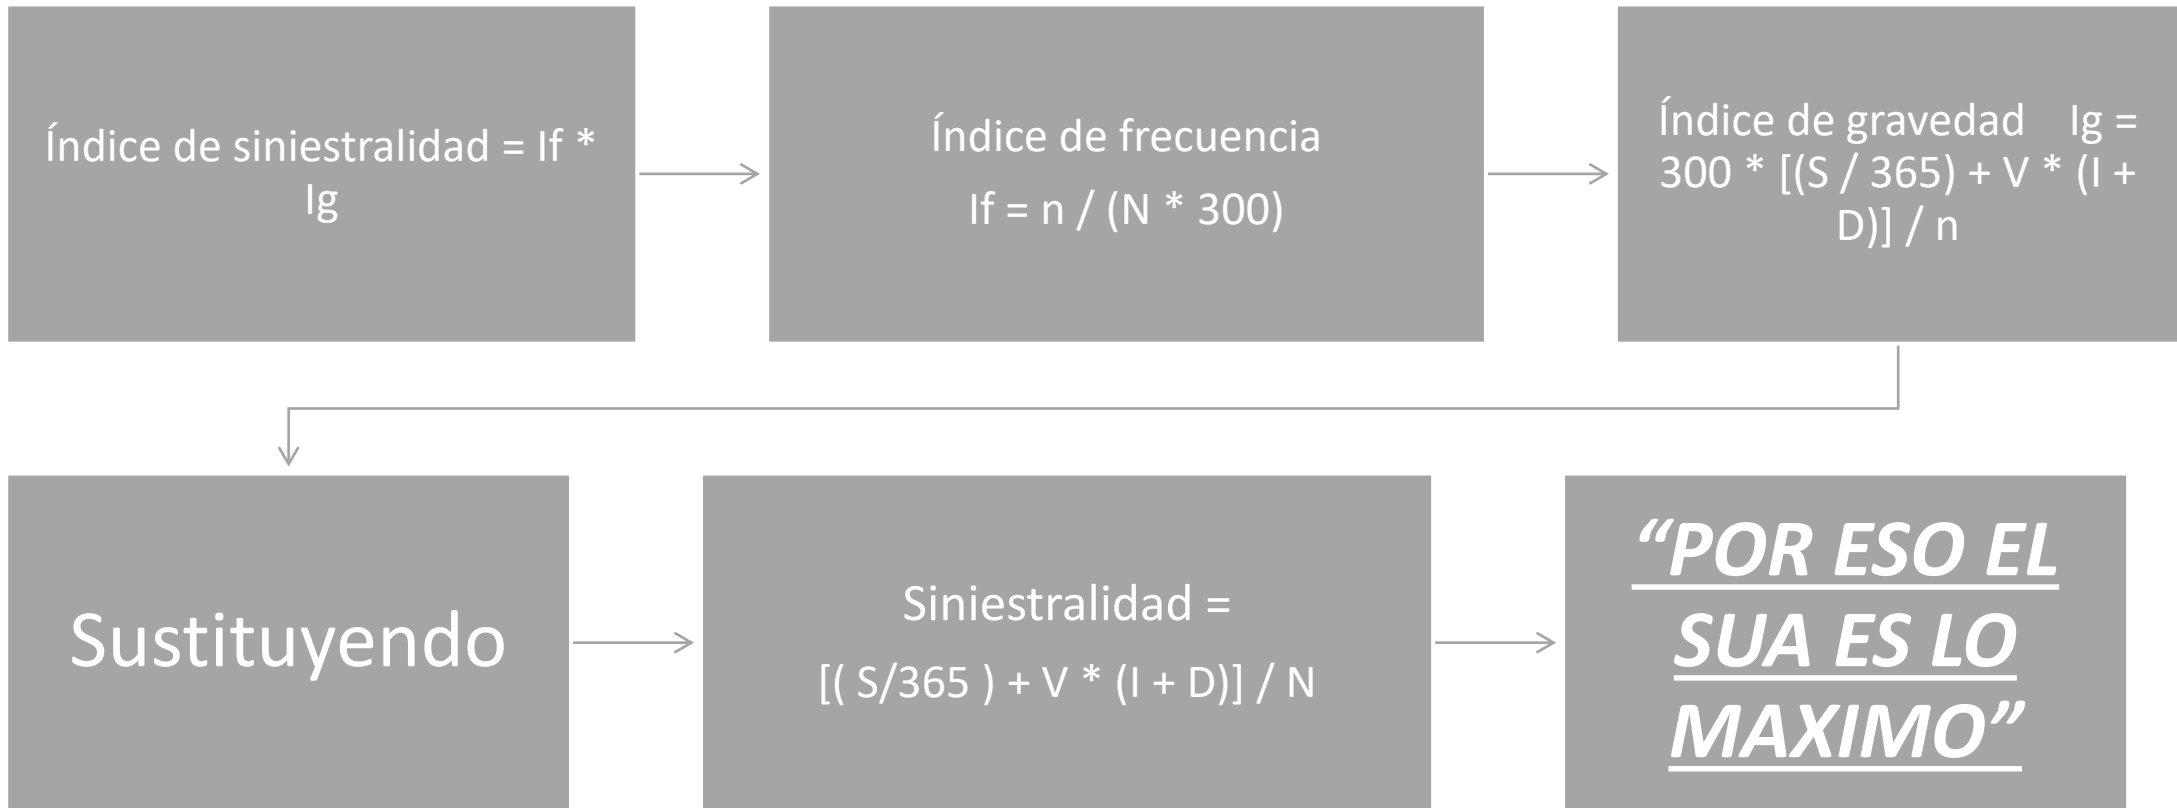 Índice de siniestralidad = If *
Ig
Índice de frecuencia
If = n / (N * 300)
Índice de gravedad    Ig =
300 * [(S / 365) + V * (I +
D)] / n
Sustituyendo
Siniestralidad =
[( S/365 ) + V * (I + D)] / N
“POR ESO EL
SUA ES LO
MAXIMO”